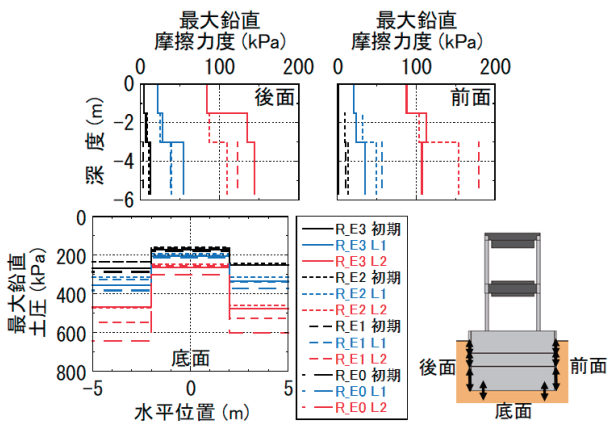 最大鉛直
摩擦力度 (kPa)
0 100 200
後面
深 度 (m)
0
-2
-4
-6
最大鉛直
摩擦力度 (kPa)
0 100 200
前面
最大鉛直
土圧 (kPa)
0
200
400
600
800
底面
-5 0 5
水平位置 (m)
R_E3 初期
R_E3 L1
R_E3 L2
R_E2 初期
R_E2 L1
R_E2 L2
R_E1 初期
R_E1 L1
R_E1 L2
R_E0 初期
R_E0 L1
R_E0 L2
後面
前面
底面